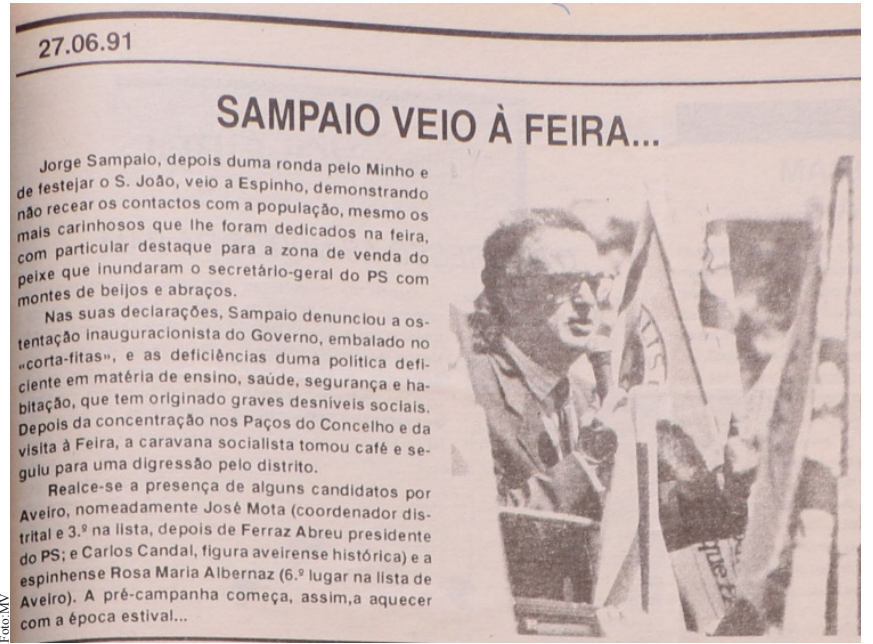 27.06.91
SAMPAIO VEIO À FEIRA...
Jorge Sampaio, depois duma ronda pelo Minho e
de festejar o S. João, veio a Espinho, demonstrando
não recear os contactos com a população, mesmo os
mais carinhosos que lhe foram dedicados na feira,
com particular destaque para a zona de venda do
peixe que inundaram o secretário-geral do PS com
montes de beijos e abraços.
Nas suas declarações, Sampaio denunciou a os-
tentação inauguracionista do Governo, embalado no
«corta-fitas», e as deficiências duma política defi-
ciente em matéria de ensino, saúde, segurança e ha-
bitação, que tem originado graves desníveis sociais.
Depois da concentração nos Paços do Concelho e da
visita à Feira, a caravana socialista tomou café e se-
guiu para uma digressão pelo distrito.
Realce-se a presença de alguns candidatos por
Aveiro, nomeadamente José Mota (coordenador dis-
trital e 3.º na lista, depois de Ferraz Abreu presidente
do PS; e Carlos Candal, figura aveirense histórica) e a
espinhense Rosa Maria Albernaz (6.º lugar na lista de
Aveiro). A pré-campanha começa, assim,a aquecer
com a época estival...
Foto:MV